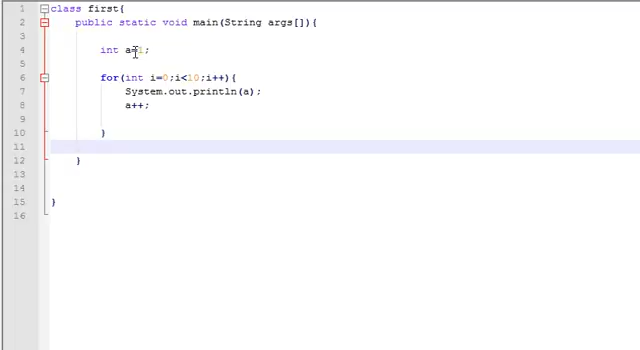 1 class first{
2 public static void main(String args[]){
3
4 int a=1;
5
6 for(int i=0;i<10;i++){
7 System.out.println(a);
8 a++;
9
10 }
11
12 }
13
14
15 }
16